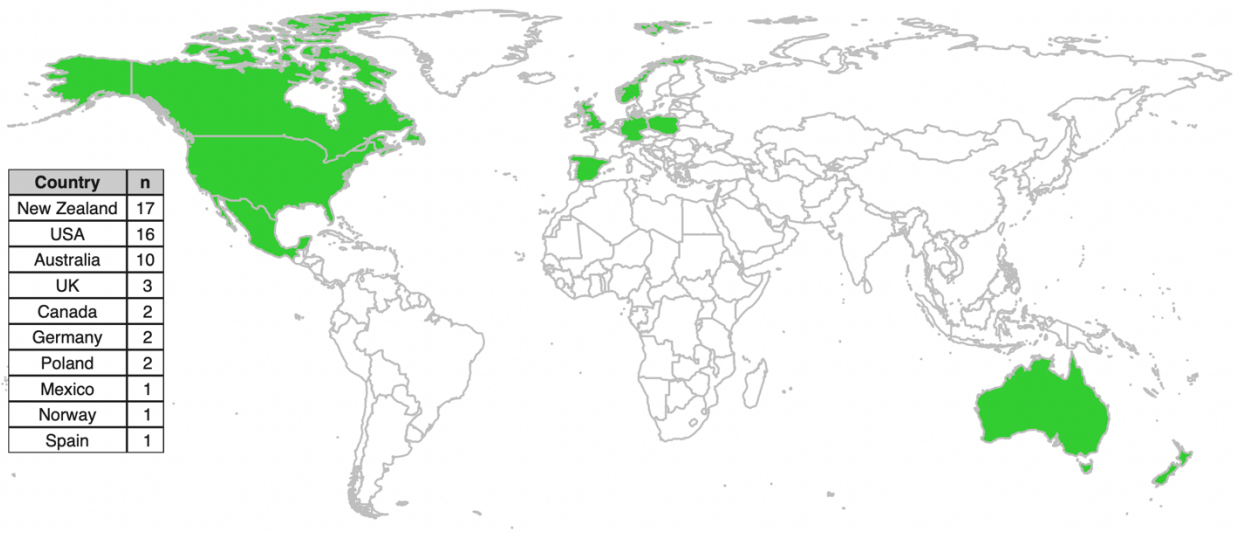 Country n
New Zealand 17
USA 16
Australia 10
UK 3
Canada 2
Germany 2
Poland 2
Mexico 1
Norway 1
Spain 1